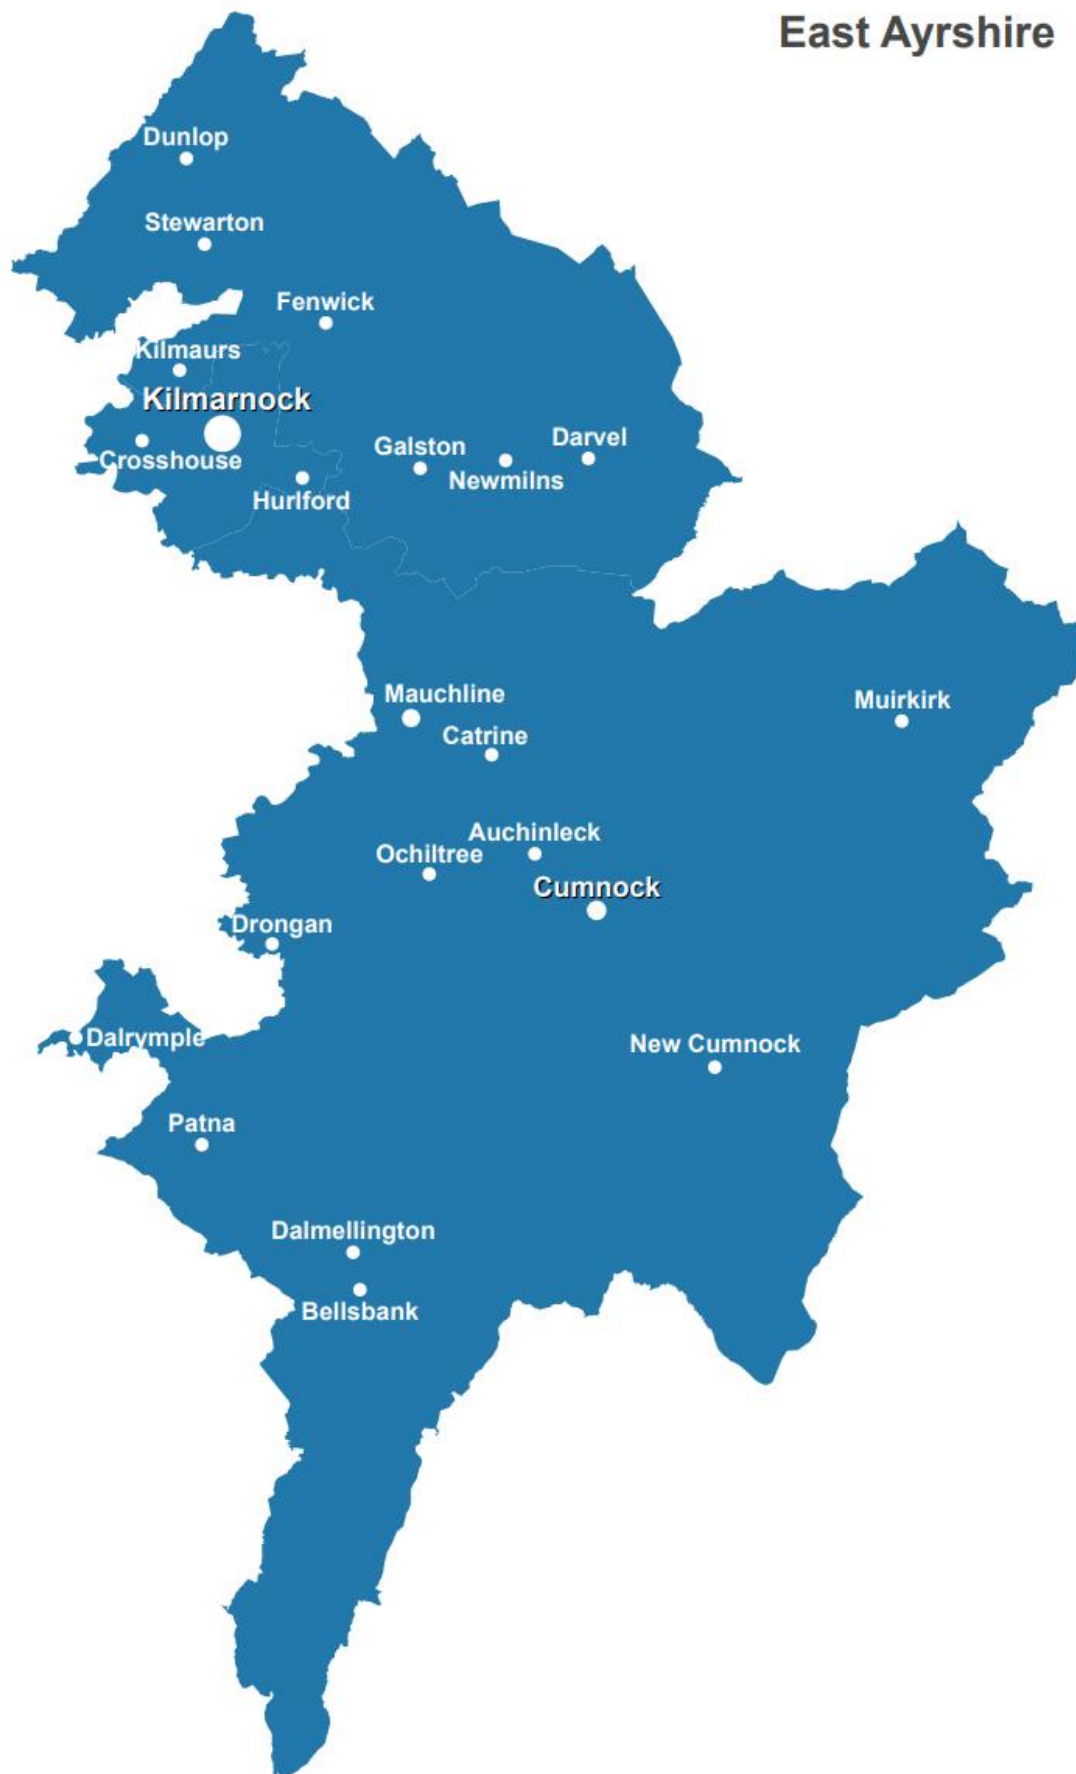 East Ayrshire
Dunlop
Stewarton
Fenwick
Kilmaurs
Kilmarnock
Crosshouse
Galston
Darvel
Newmilns
Hurlford
Mauchline
Muirkirk
Catrine
Auchinleck
Ochiltree
Cumnock
Drongan
Dalrymple
New Cumnock
Patna
Dalmellington
Bellsbank